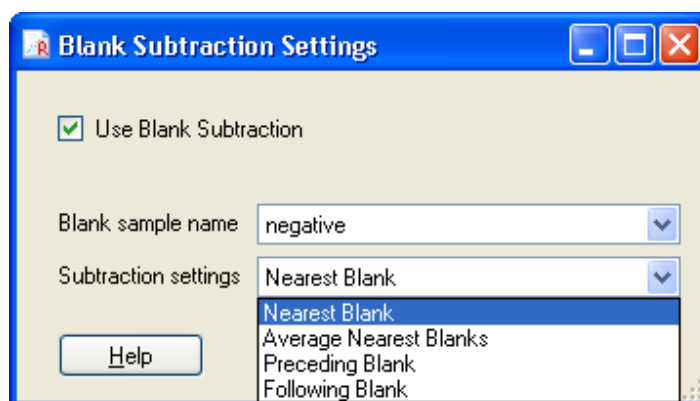 Blank Subtraction Settings
Use Blank Subtraction
Blank sample name negative
Subtraction settings Nearest Blank
Nearest Blank
Average Nearest Blanks
Preceding Blank
Following Blank
Help